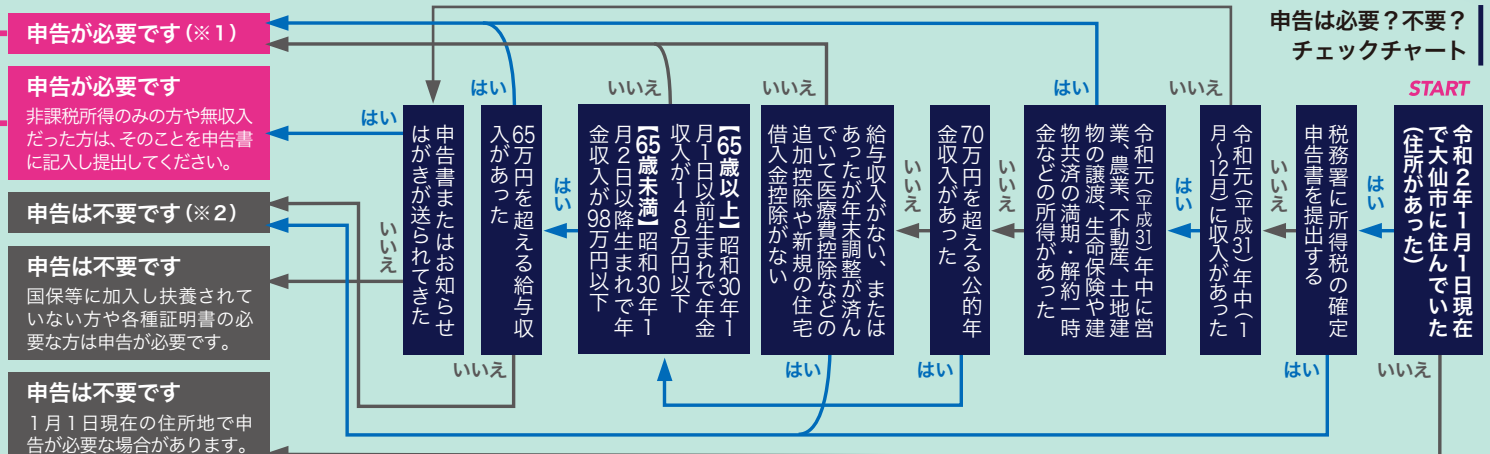 申告は必要？不要？
チェックチャート
START
令和２年１月１日現在
で大仙市に住んでいた
（住所があった）
はい
いいえ
税務署に所得税の確定
申告書を提出する
いいえ
はい
令和元（平成31）年中（１
月〜12月）に収入があった
いいえ
はい
令和元（平成31）年中に営
業、農業、不動産、土地建
物の譲渡、生命保険や建
物共済の満期・解約一時
金などの所得があった
はい
いいえ
70万円を超える公的年
金収入があった
いいえ
はい
給与収入がない、または
あったが年末調整が済ん
でいて医療費控除などの
追加控除や新規の住宅
借入金控除がない
いいえ
はい
【65歳以上】昭和30年１
月１日以前生まれで年金
収入が１４８万円以下
【65歳未満】昭和30年１
月２日以降生まれで年
金収入が98万円以下
いいえ
はい
65万円を超える給与収
入があった
はい
いいえ
申告書またはお知らせ
はがきが送られてきた
はい
いいえ
申告が必要です（※１）
申告が必要です
非課税所得のみの方や無収入
だった方は、そのことを申告書
に記入し提出してください。
申告は不要です（※２）
申告は不要です
国保等に加入し扶養されて
いない方や各種証明書の必
要な方は申告が必要です。
申告は不要です
１月１日現在の住所地で申
告が必要な場合があります。